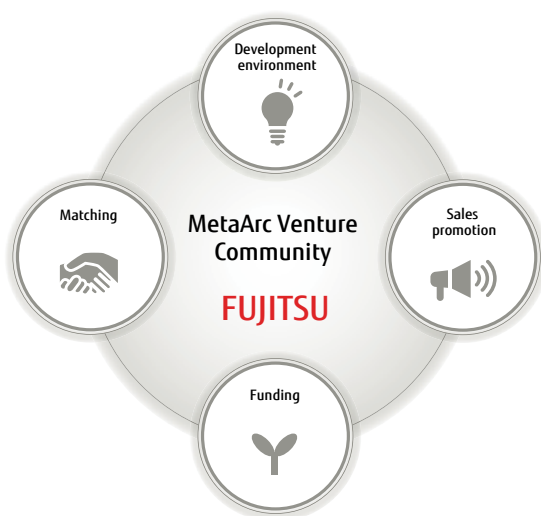 Development
environment
Matching
MetaArc Venture
Community
FUJITSU
Sales
promotion
Funding